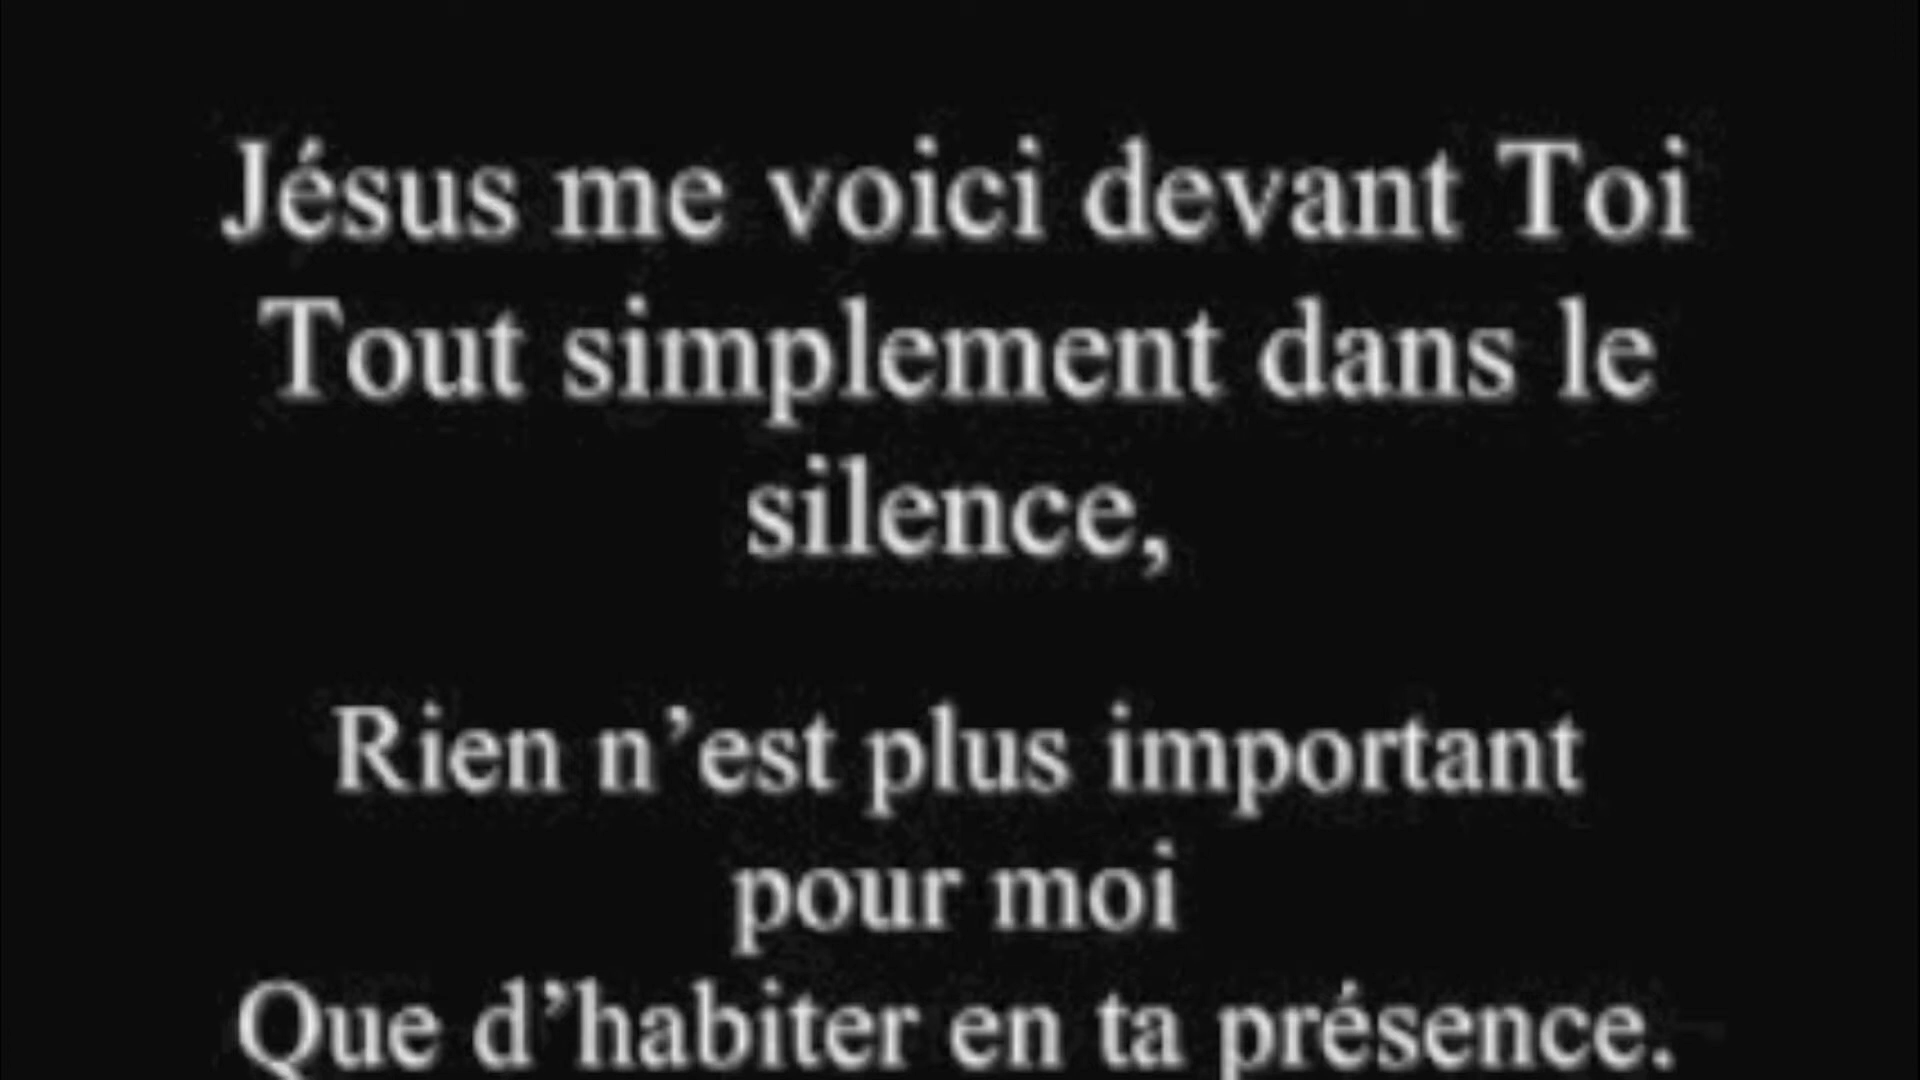 Jésus me voici devant Toi
Tout simplement dans le
silence,
Rien n’est plus important
pour moi
Que d’habiter en ta présence.